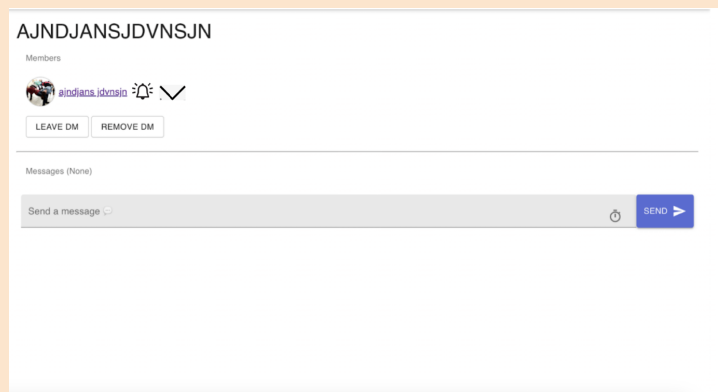 AJNDJANSJDVNSJN
Members
ajndjans jdvnsjn
LEAVE DM REMOVE DM
Messages (None)
Send a message 💬
SEND